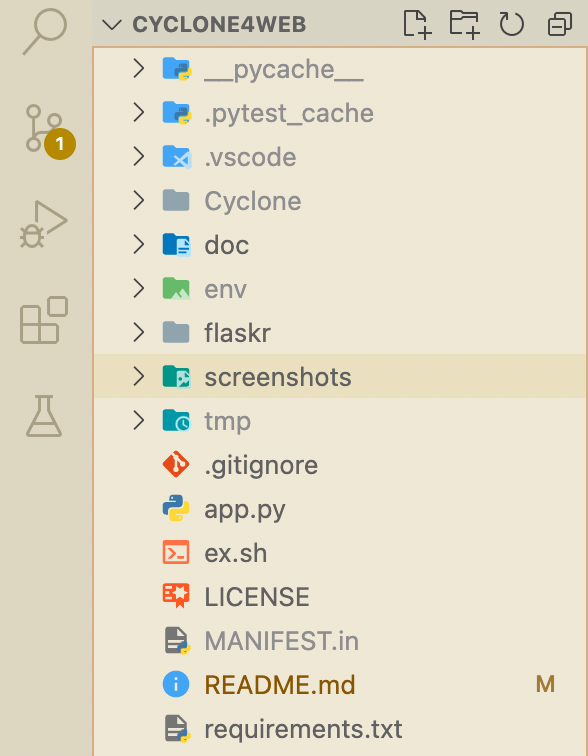 CYCLONE4WEB
__pycache__
.pytest_cache
.vscode
1
Cyclone
doc
env
flaskr
screenshots
tmp
.gitignore
app.py
ex.sh
LICENSE
MANIFEST.in
README.md M
requirements.txt